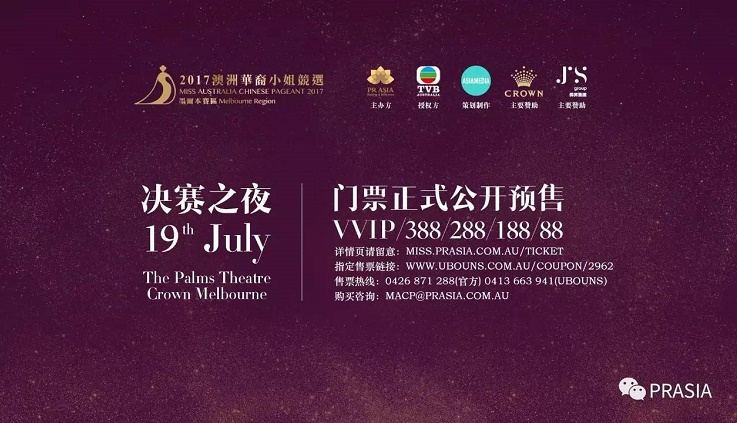 2017澳洲華裔小姐競選
MISS AUSTRALIA CHINESE PAGEANT 2017
墨爾本賽區 Melbourne Region
PR ASIA
主办方
TVB
AUSTRALIA
授权方
ASIAMEDIA
策划制作
CROWN
主要赞助
JS
group
主要赞助
决赛之夜
19th July
The Palms Theatre
Crown Melbourne
门票正式公开预售
VVIP/388/288/188/88
详情页请留意：MISS.PRASIA.COM.AU/TICKET
指定售票链接：WWW.UBOUNS.COM.AU/COUPON/2962
售票热线：0426 871 288(官方) 0413 663 941(UBOUNS)
购买咨询：MACP@PRASIA.COM.AU
PRASIA